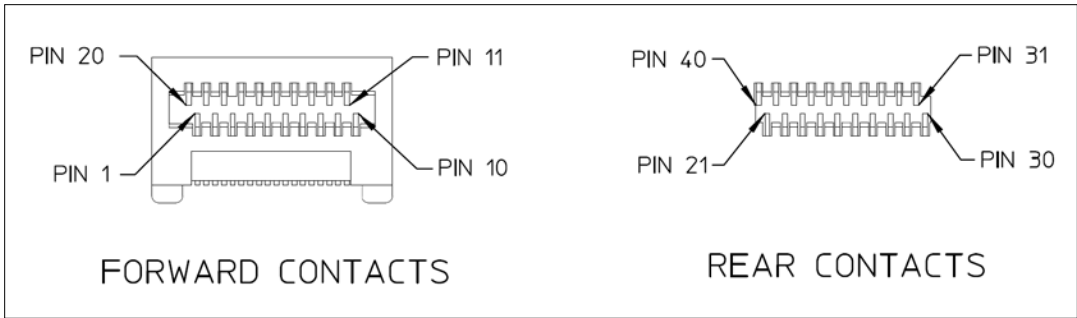 PIN 20
PIN 11
PIN 1
PIN 10
FORWARD CONTACTS
PIN 40
PIN 31
PIN 21
PIN 30
REAR CONTACTS